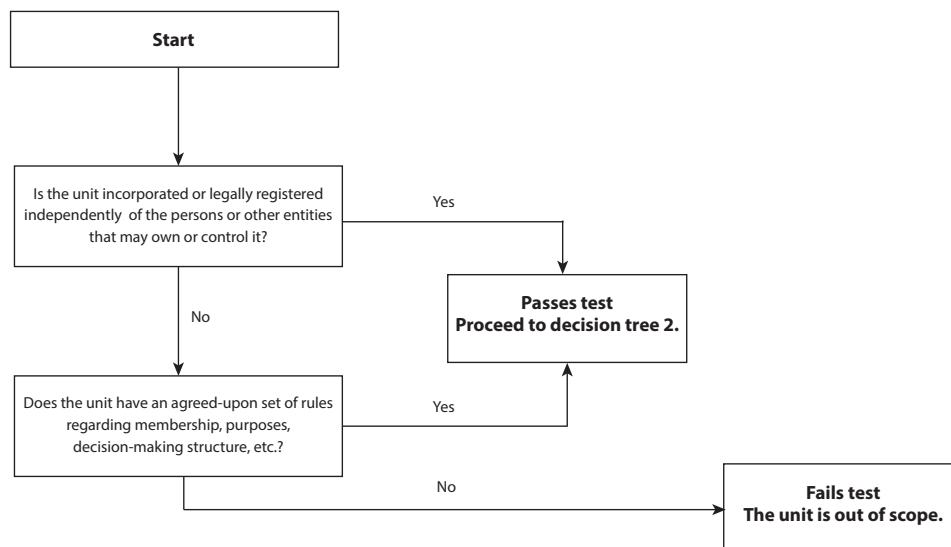 Start
Is the unit incorporated or legally registered
independently of the persons or other entities
that may own or control it?
Yes
No
Passes test
Proceed to decision tree 2.
Does the unit have an agreed-upon set of rules
regarding membership, purposes,
decision-making structure, etc.?
Yes
No
Fails test
The unit is out of scope.